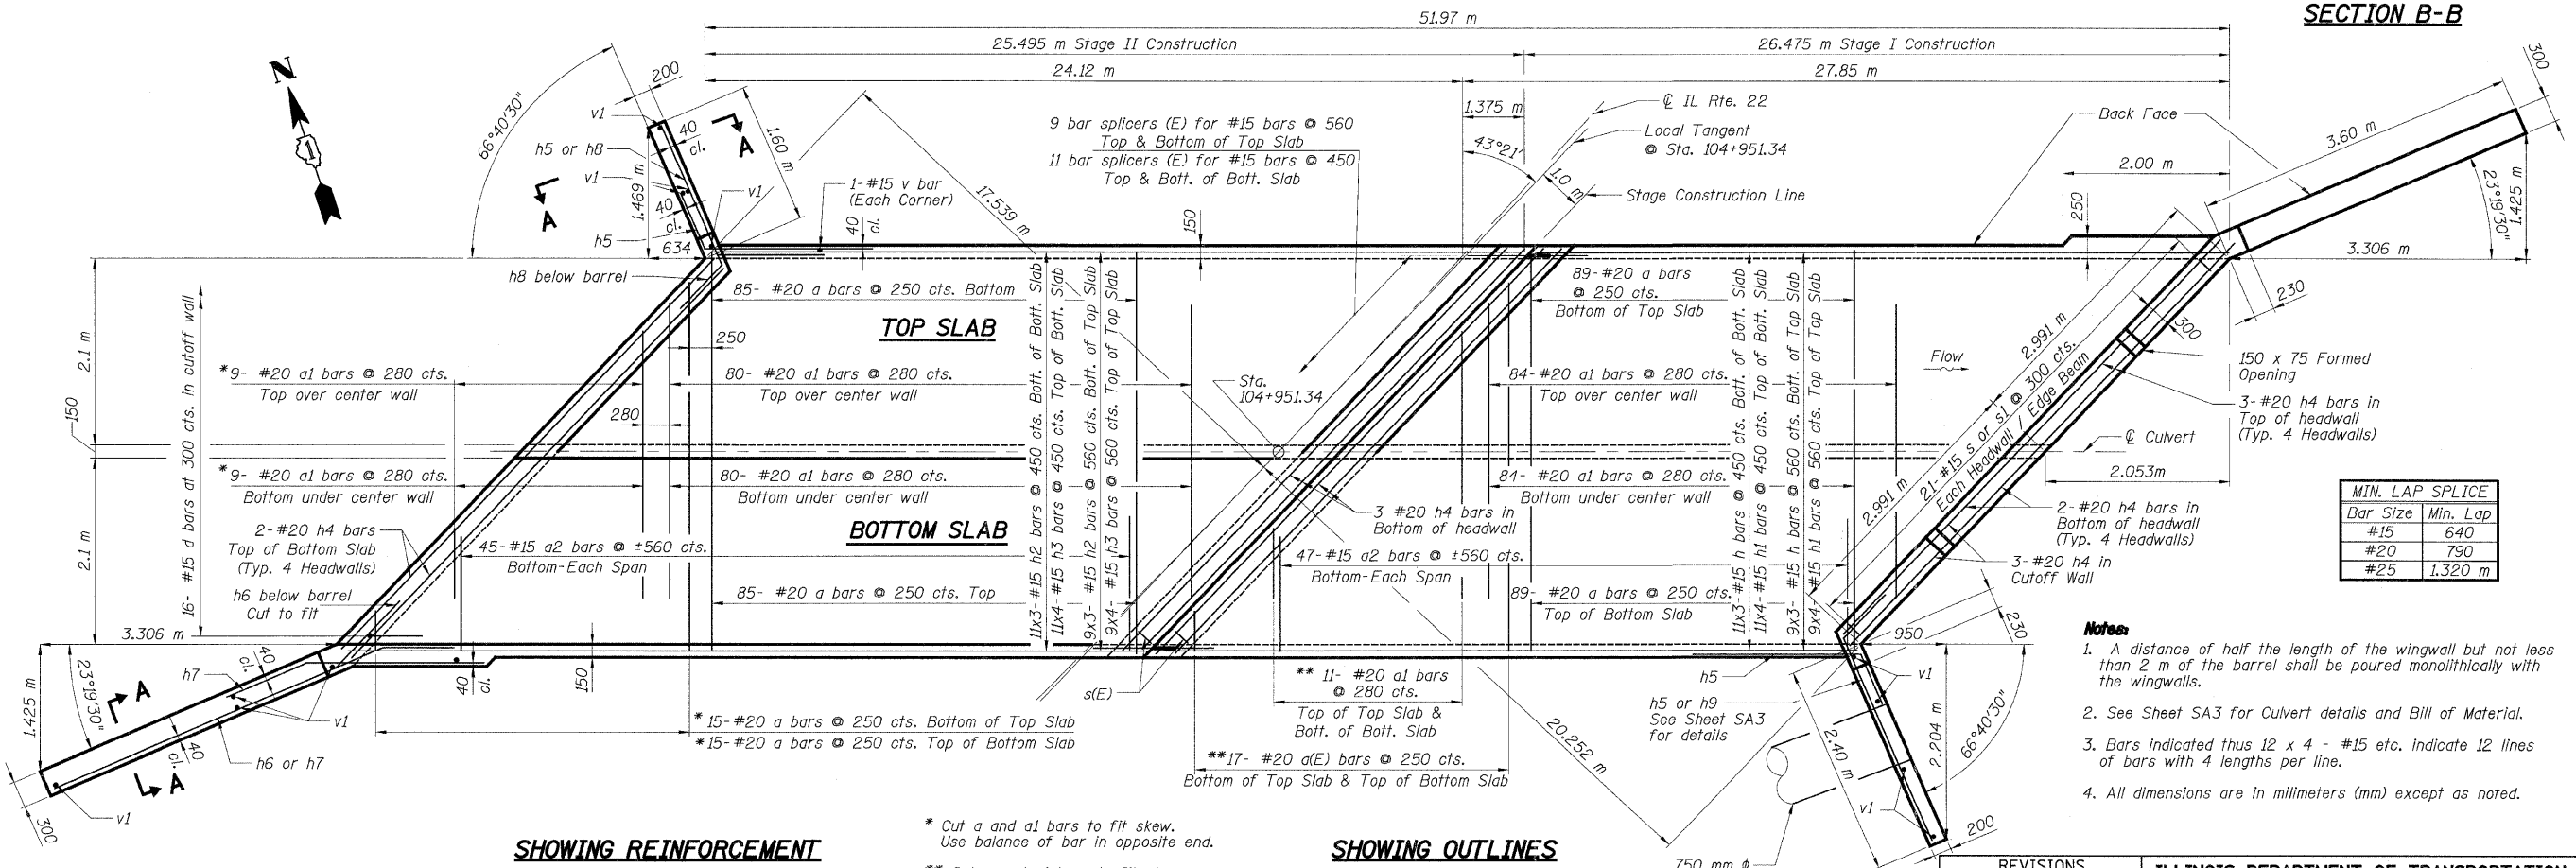 SECTION B-B
51.97 m
25.495 m Stage II Construction
26.475 m Stage I Construction
24.12 m
27.85 m
N
1
200
66°40'30"
v1
40
cl.
A
1.60 m
h5 or h8
v1
A
40
cl.
1.469 m
h5
634
h8 below barrel
v1
1-#15 v bar
(Each Corner)
40
cl.
17.539 m
9 bar splicers (E) for #15 bars @ 560
Top & Bottom of Top Slab
11 bar splicers (E) for #15 bars @ 450
Top & Bott. of Bott. Slab
150
1.375 m
43°21'
℄ IL Rte. 22
Local Tangent
@ Sta. 104+951.34
1.0 m
Stage Construction Line
Back Face
2.00 m
250
3.60 m
300
23°19'30"
1.425 m
3.306 m
230
300
2.1 m
150
2.1 m
16- #15 d bars at 300 cts. in cutoff wall
85- #20 a bars @ 250 cts. Bottom
TOP SLAB
250
*9- #20 a1 bars @ 280 cts.
Top over center wall
80- #20 a1 bars @ 280 cts.
Top over center wall
280
*9- #20 a1 bars @ 280 cts.
Bottom under center wall
80- #20 a1 bars @ 280 cts.
Bottom under center wall
BOTTOM SLAB
2-#20 h4 bars
Top of Bottom Slab
(Typ. 4 Headwalls)
45-#15 a2 bars @ ±560 cts.
Bottom-Each Span
h6 below barrel
Cut to fit
85- #20 a bars @ 250 cts. Top
11x3-#15 h2 bars @ 450 cts. Bott. of Bott. Slab
11x4-#15 h3 bars @ 450 cts. Top of Bott. Slab
9x3- #15 h2 bars @ 560 cts. Bott. of Top Slab
9x4- #15 h3 bars @ 560 cts. Top of Top Slab
Sta.
104+951.34
89-#20 a bars
@ 250 cts.
Bottom of Top Slab
84-#20 a1 bars @ 280 cts.
Top over center wall
84-#20 a1 bars @ 280 cts.
Bottom under center wall
3-#20 h4 bars in
Bottom of headwall
47-#15 a2 bars @ ±560 cts.
Bottom-Each Span
89- #20 a bars @ 250 cts.
Top of Bottom Slab
11x3-#15 h bars @ 450 cts. Bott. of Bott. Slab
11x4-#15 h1 bars @ 450 cts. Top of Bott. Slab
9x3- #15 h bars @ 560 cts. Bott. of Top Slab
9x4-#15 h1 bars @ 560 cts. Top of Top Slab
Flow
2.991 m
2.991 m
21-#15 s or s1 @ 300 cts.
Each Headwall / Edge Beam
150 x 75 Formed
Opening
3-#20 h4 bars in
Top of headwall
(Typ. 4 Headwalls)
℄ Culvert
2.053m
2-#20 h4 bars in
Bottom of headwall
(Typ. 4 Headwalls)
3-#20 h4 in
Cutoff Wall
MIN. LAP SPLICE
Bar Size Min. Lap
#15 640
#20 790
#25 1.320 m
3.306 m
1.425 m
23°19'30"
A
h7
40
cl.
v1
40
cl.
A
h6 or h7
v1
300
40
cl.
150
* 15-#20 a bars @ 250 cts. Bottom of Top Slab
* 15-#20 a bars @ 250 cts. Top of Bottom Slab
s(E)
** 11- #20 a1 bars
@ 280 cts.
Top of Top Slab &
Bott. of Bott. Slab
**17- #20 a(E) bars @ 250 cts.
Bottom of Top Slab & Top of Bottom Slab
20.252 m
h5
h5 or h9
See Sheet SA3
for details
950
230
v1
2.40 m
2.204 m
66°40'30"
v1
200
750 mm ϕ
Notes:
1. A distance of half the length of the wingwall but not less
than 2 m of the barrel shall be poured monolithically with
the wingwalls.
2. See Sheet SA3 for Culvert details and Bill of Material.
3. Bars indicated thus 12 x 4 - #15 etc. indicate 12 lines
of bars with 4 lengths per line.
4. All dimensions are in milimeters (mm) except as noted.
SHOWING REINFORCEMENT
* Cut a and a1 bars to fit skew.
Use balance of bar in opposite end.
SHOWING OUTLINES
REVISIONS
ILLINOIS DEPARTMENT OF TRANSPORTATION